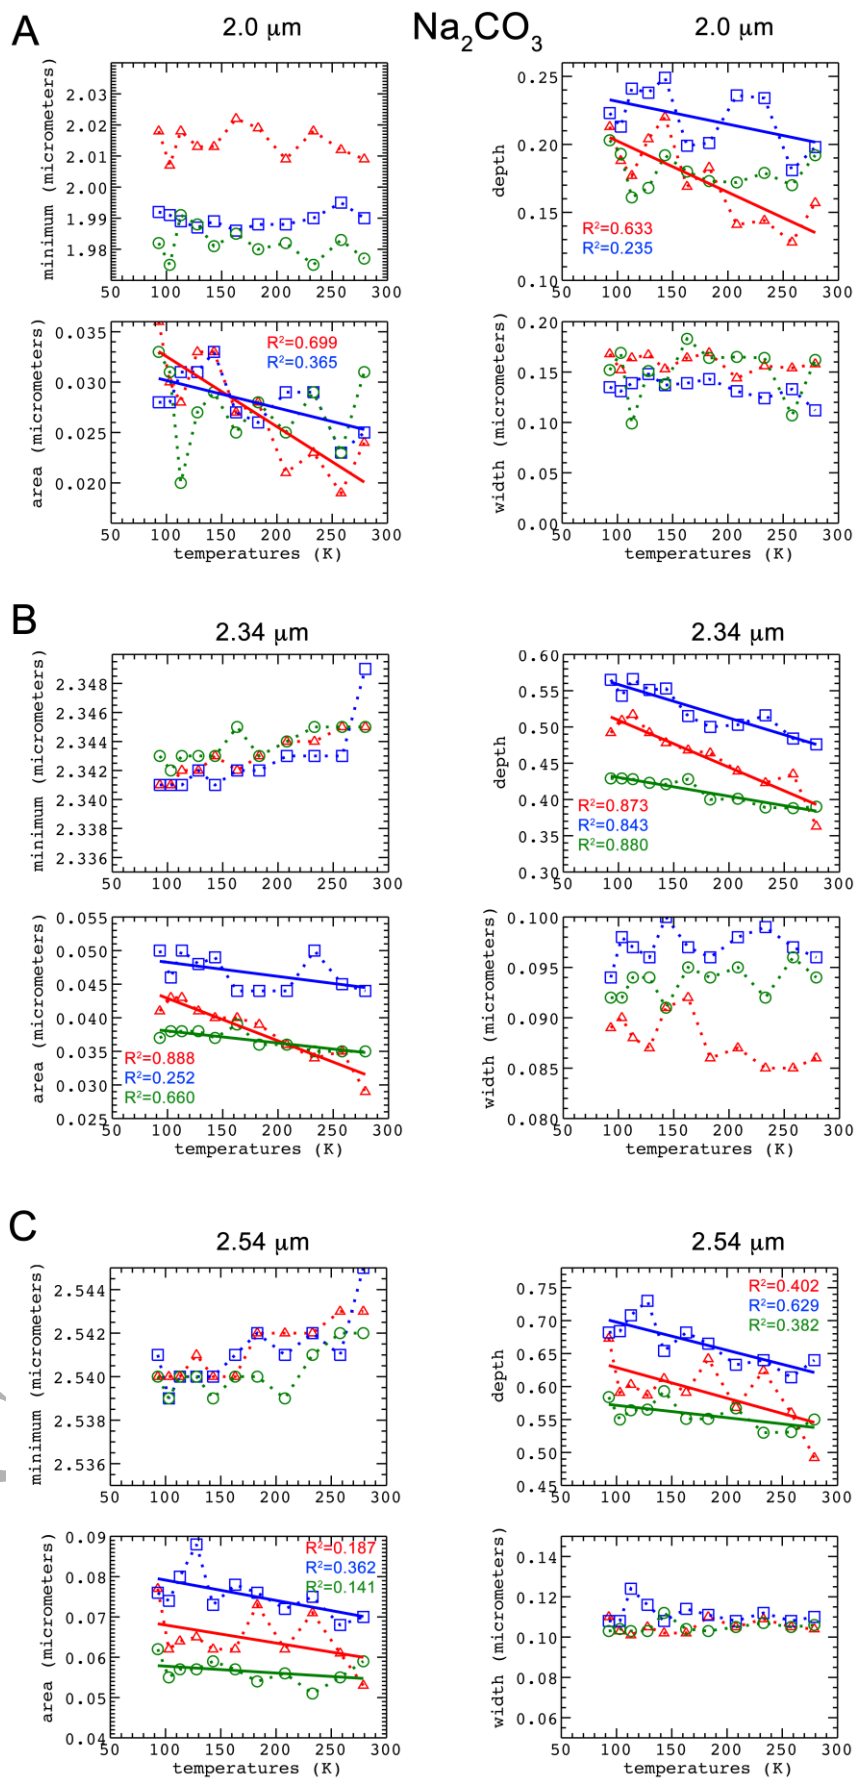 A
2.0 µm
Na2CO3
2.0 µm
minimum (micrometers)
2.03
2.02
2.01
2.00
1.99
1.98
50 100 150 200 250 300
depth
0.25
0.20
0.15
0.10
R²=0.633
R²=0.235
50 100 150 200 250 300
area (micrometers)
0.035
0.030
0.025
0.020
R²=0.699
R²=0.365
50 100 150 200 250 300
temperatures (K)
width (micrometers)
0.20
0.15
0.10
0.05
0.00
50 100 150 200 250 300
temperatures (K)
B
2.34 µm
2.34 µm
minimum (micrometers)
2.348
2.346
2.344
2.342
2.340
2.338
2.336
50 100 150 200 250 300
depth
0.60
0.55
0.50
0.45
0.40
0.35
0.30
R²=0.873
R²=0.843
R²=0.880
50 100 150 200 250 300
area (micrometers)
0.055
0.050
0.045
0.040
0.035
0.030
0.025
R²=0.888
R²=0.252
R²=0.660
50 100 150 200 250 300
temperatures (K)
width (micrometers)
0.100
0.095
0.090
0.085
0.080
50 100 150 200 250 300
temperatures (K)
C
2.54 µm
2.54 µm
minimum (micrometers)
2.544
2.542
2.540
2.538
2.536
50 100 150 200 250 300
depth
0.75
0.70
0.65
0.60
0.55
0.50
0.45
R²=0.402
R²=0.629
R²=0.382
50 100 150 200 250 300
area (micrometers)
0.09
0.08
0.07
0.06
0.05
0.04
R²=0.187
R²=0.362
R²=0.141
50 100 150 200 250 300
temperatures (K)
width (micrometers)
0.14
0.12
0.10
0.08
0.06
50 100 150 200 250 300
temperatures (K)